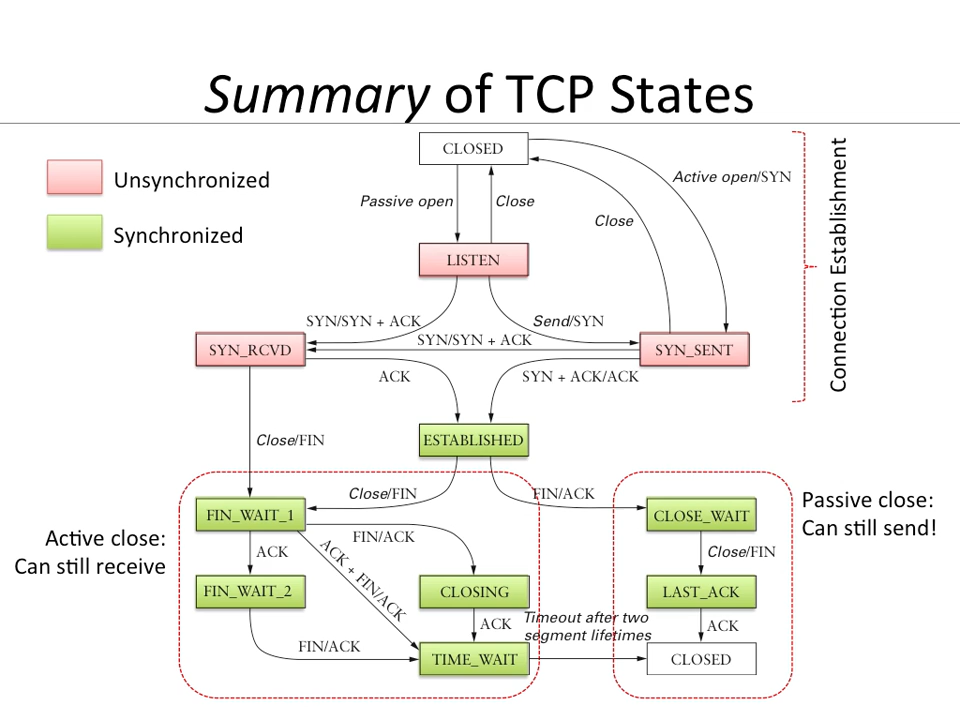 Summary of TCP States
Unsynchronized
Synchronized
CLOSED
Active open/SYN
Passive open
Close
Close
LISTEN
SYN/SYN + ACK
Send/SYN
SYN/SYN + ACK
SYN_RCVD
SYN_SENT
ACK
SYN + ACK/ACK
Connection Establishment
ESTABLISHED
Close/FIN
Close/FIN
FIN/ACK
Active close:
Can still receive
FIN_WAIT_1
FIN/ACK
ACK
ACK + FIN/ACK
FIN_WAIT_2
CLOSING
ACK
FIN/ACK
TIME_WAIT
Timeout after two
segment lifetimes
Passive close:
Can still send!
CLOSE_WAIT
Close/FIN
LAST_ACK
ACK
CLOSED